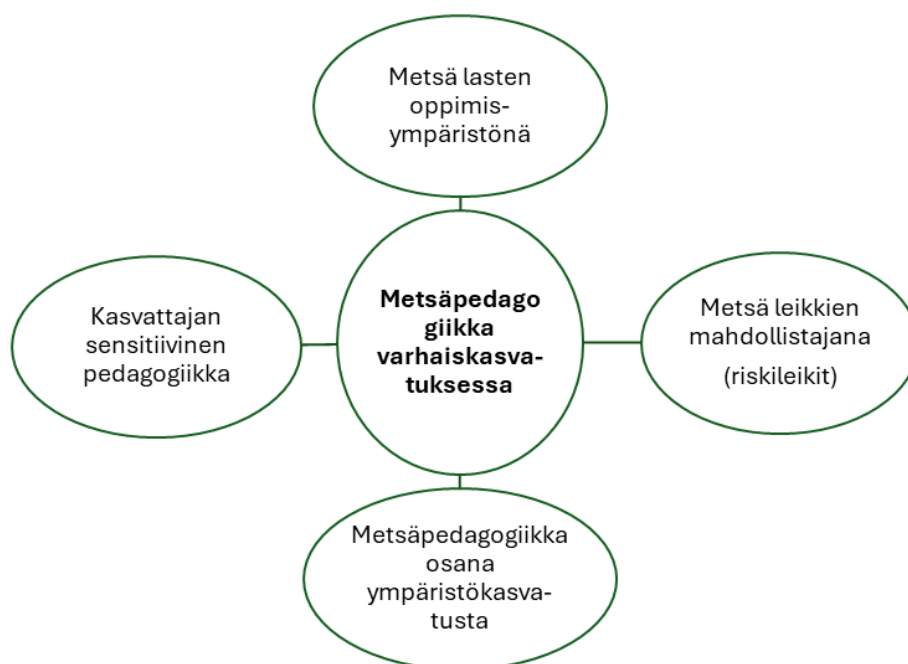 Metsä lasten
oppimis-
ympäristönä
Kasvattajan
sensitiivinen
pedagogiikka
Metsäpedago
giikka
varhaiskasva-
tuksessa
Metsä leikkien
mahdollistajana
(riskileikit)
Metsäpedagogiikka
osana
ympäristökasva-
tusta